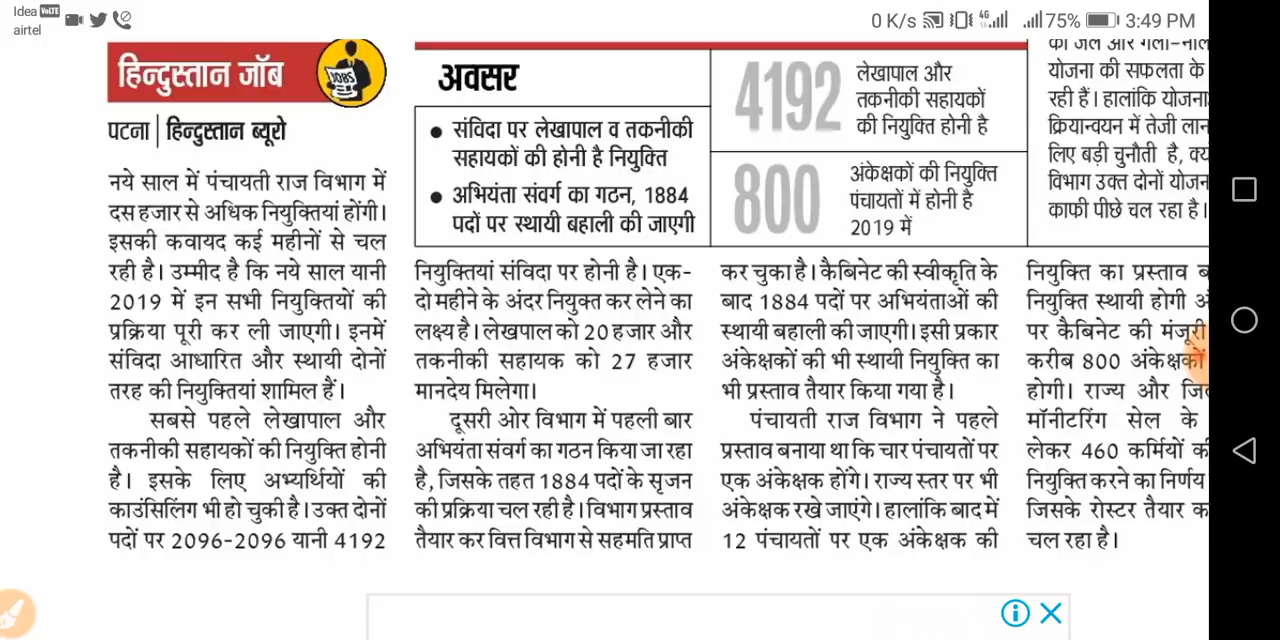 Idea VoLTE
airtel
0 K/s 4G 75% 3:49 PM
हिन्दुस्तान जॉब
JOBS
पटना | हिन्दुस्तान ब्यूरो
नये साल में पंचायती राज विभाग में
दस हजार से अधिक नियुक्तियां होंगी।
इसकी कवायद कई महीनों से चल
रही है। उम्मीद है कि नये साल यानी
2019 में इन सभी नियुक्तियों की
प्रक्रिया पूरी कर ली जाएगी। इनमें
संविदा आधारित और स्थायी दोनों
तरह की नियुक्तियां शामिल हैं।
सबसे पहले लेखापाल और
तकनीकी सहायकों की नियुक्ति होनी
है। इसके लिए अभ्यर्थियों की
काउंसिलिंग भी हो चुकी है। उक्त दोनों
पदों पर 2096-2096 यानी 4192
अवसर
● संविदा पर लेखापाल व तकनीकी
सहायकों की होनी है नियुक्ति
● अभियंता संवर्ग का गठन, 1884
पदों पर स्थायी बहाली की जाएगी
4192
लेखापाल और
तकनीकी सहायकों
की नियुक्ति होनी है
800
अंकेक्षकों की नियुक्ति
पंचायतों में होनी है
2019 में
नियुक्तियां संविदा पर होनी है। एक-
दो महीने के अंदर नियुक्त कर लेने का
लक्ष्य है। लेखपाल को 20 हजार और
तकनीकी सहायक को 27 हजार
मानदेय मिलेगा।
दूसरी ओर विभाग में पहली बार
अभियंता संवर्ग का गठन किया जा रहा
है, जिसके तहत 1884 पदों के सृजन
की प्रक्रिया चल रही है। विभाग प्रस्ताव
तैयार कर वित्त विभाग से सहमति प्राप्त
कर चुका है। कैबिनेट की स्वीकृति के
बाद 1884 पदों पर अभियंताओं की
स्थायी बहाली की जाएगी। इसी प्रकार
अंकेक्षकों की भी स्थायी नियुक्ति का
भी प्रस्ताव तैयार किया गया है।
पंचायती राज विभाग ने पहले
प्रस्ताव बनाया था कि चार पंचायतों पर
एक अंकेक्षक होंगे। राज्य स्तर पर भी
अंकेक्षक रखे जाएंगे। हालांकि बाद में
12 पंचायतों पर एक अंकेक्षक की
योजना की सफलता के
रही हैं। हालांकि योजना
क्रियान्वयन में तेजी लान
लिए बड़ी चुनौती है, क्य
विभाग उक्त दोनों योजन
काफी पीछे चल रहा है।
नियुक्ति का प्रस्ताव ब
नियुक्ति स्थायी होगी
पर कैबिनेट की मंजूरी
करीब 800 अंकेक्षकों
होगी। राज्य और जि
मॉनीटरिंग सेल के
लेकर 460 कर्मियों की
नियुक्ति करने का निर्णय
जिसके रोस्टर तैयार क
चल रहा है।